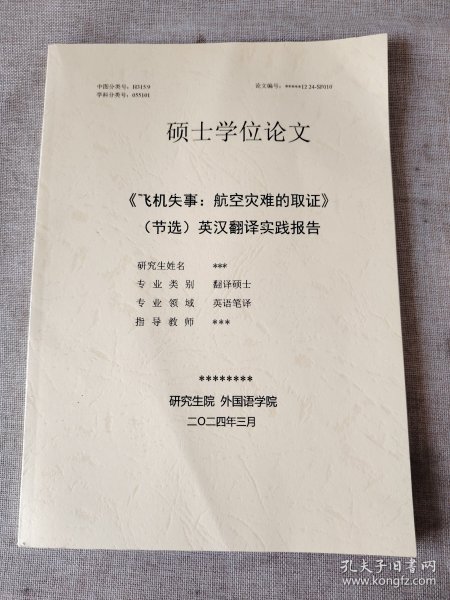 中图分类号：H315.9
论文编号：*****12 24-SF010
学科分类号：055101
硕士学位论文
《飞机失事：航空灾难的取证》
（节选）英汉翻译实践报告
研究生姓名 ***
专业类别 翻译硕士
专业领域 英语笔译
指导教师 ***
********
研究生院 外国语学院
二〇二四年三月
孔夫子旧书网
www.kongfz.com